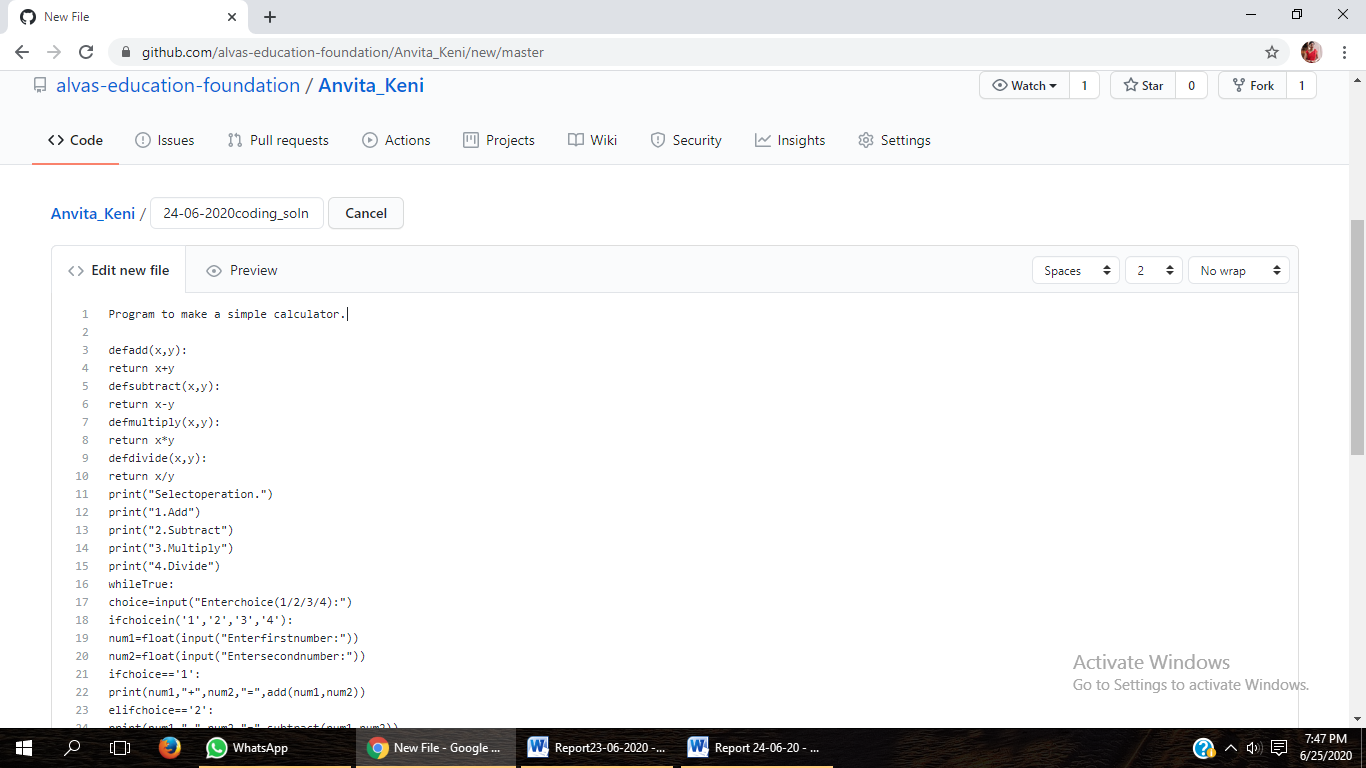 New File
github.com/alvas-education-foundation/Anvita_Keni/new/master
alvas-education-foundation / Anvita_Keni
Watch 1 Star 0 Fork 1
Code Issues Pull requests Actions Projects Wiki Security Insights Settings
Anvita_Keni / 24-06-2020coding_soln Cancel
Edit new file Preview Spaces 2 No wrap
1 Program to make a simple calculator.
2
3 defadd(x,y):
4 return x+y
5 defsubtract(x,y):
6 return x-y
7 defmultiply(x,y):
8 return x*y
9 defdivide(x,y):
10 return x/y
11 print("Selectoperation.")
12 print("1.Add")
13 print("2.Subtract")
14 print("3.Multiply")
15 print("4.Divide")
16 whileTrue:
17 choice=input("Enterchoice(1/2/3/4):")
18 ifchoicein('1','2','3','4'):
19 num1=float(input("Enterfirstnumber:"))
20 num2=float(input("Entersecondnumber:"))
21 ifchoice=='1':
22 print(num1,"+",num2,"=",add(num1,num2))
23 elifchoice=='2':
24 print(num1,"-",num2,"=",subtract(num1,num2))
Activate Windows
Go to Settings to activate Windows.
WhatsApp New File - Google ... Report23-06-2020 -... Report 24-06-20 - ...
7:47 PM
6/25/2020